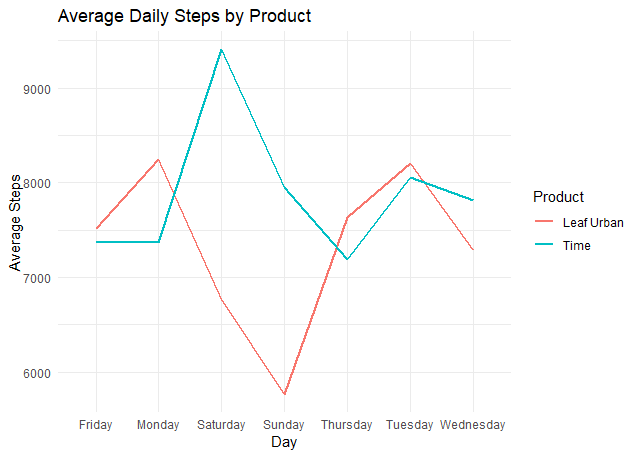 Average Daily Steps by Product
9000
8000
7000
6000
Average Steps
Friday Monday Saturday Sunday Thursday Tuesday Wednesday
Day
Product
Leaf Urban
Time